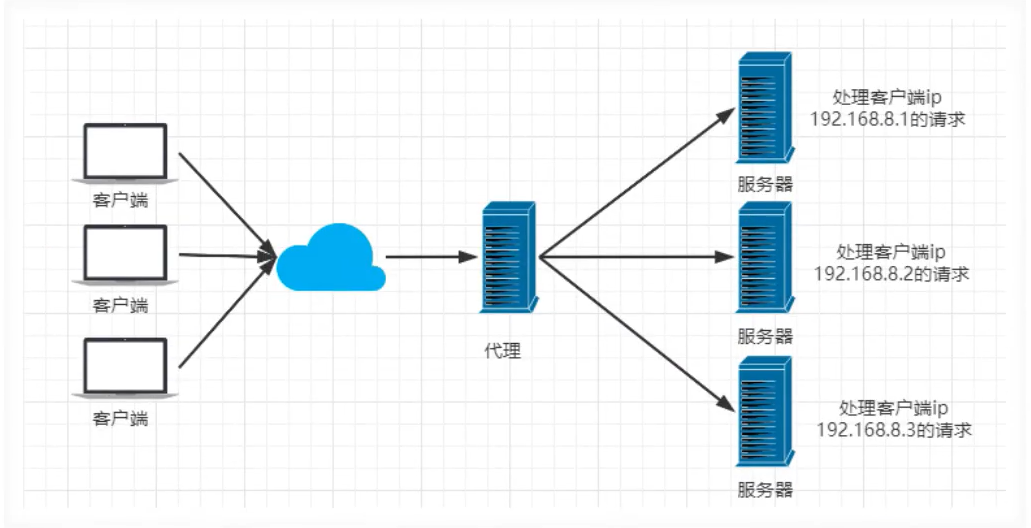 客户端
客户端
客户端
代理
处理客户端ip
192.168.8.1的请求
服务器
处理客户端ip
192.168.8.2的请求
服务器
处理客户端ip
192.168.8.3的请求
服务器